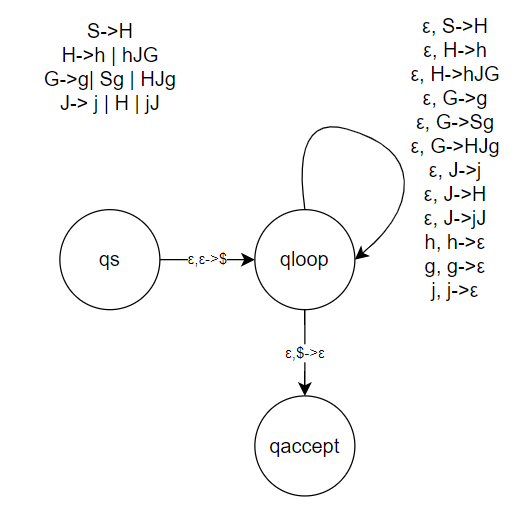 S->H
H->h | hJG
G->g| Sg | HJg
J-> j | H | jJ
ε, S->H
ε, H->h
ε, H->hJG
ε, G->g
ε, G->Sg
ε, G->HJg
ε, J->j
ε, J->H
ε, J->jJ
h, h->ε
g, g->ε
j, j->ε
qs
ε,ε->$
qloop
ε,$->ε
qaccept